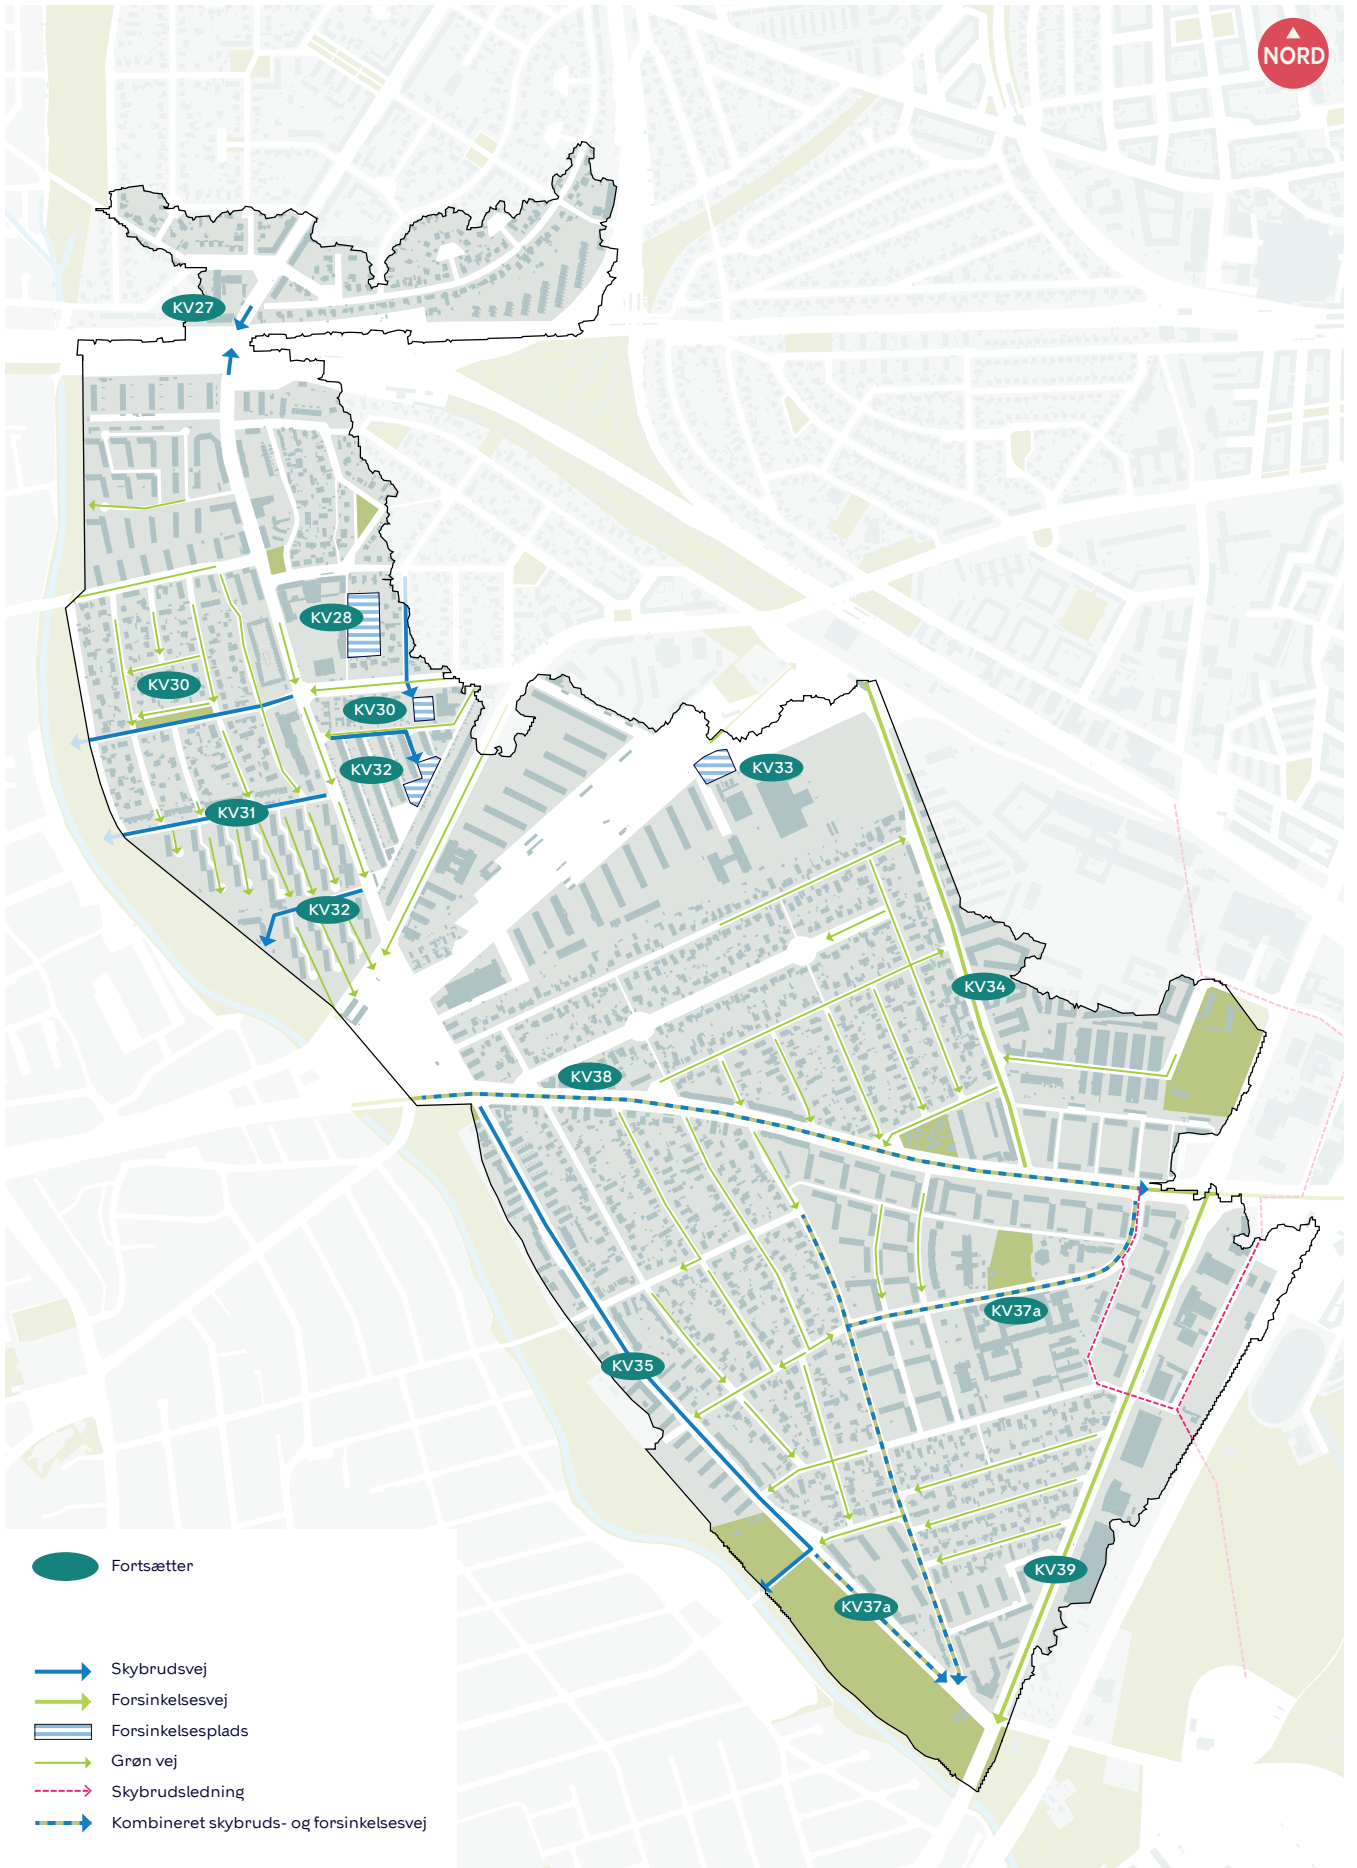 NORD
KV27
KV28
KV30
KV30
KV32
KV33
KV31
KV32
KV34
KV38
KV37a
KV35
KV39
KV37a
Fortsætter
Skybrudsvej
Forsinkelsesvej
Forsinkelsesplads
Grøn vej
Skybrudsledning
Kombineret skybruds- og forsinkelsesvej